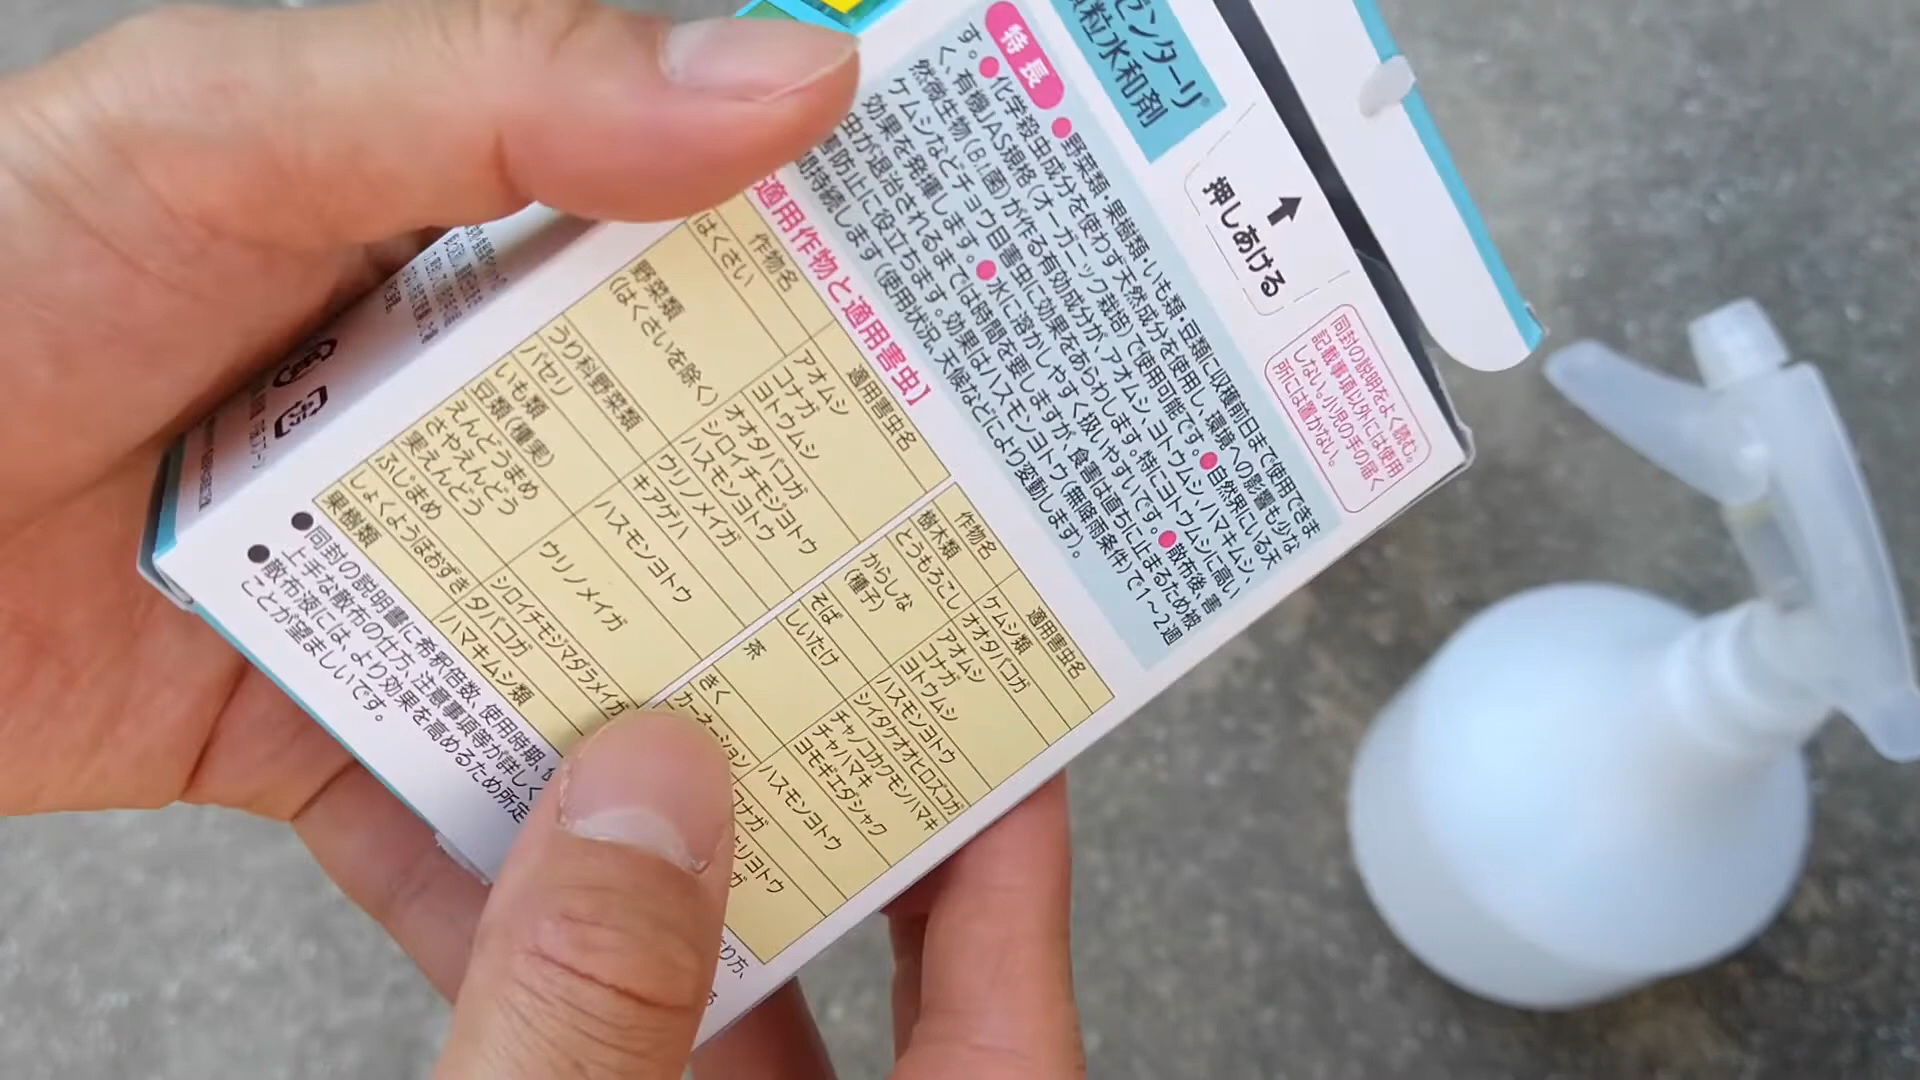 ゼンターリ®
顆粒水和剤
押しあける
同封の説明をよく読む。
記載事項以外には使用
しない。小児の手の届く
所には置かない。
特長
●野菜類、果樹類、いも類、豆類に収穫前日まで使用できま
す。●化学殺虫成分を使わず天然成分を使用し、環境への影響も少な
く、有機JAS規格(オーガニック栽培)で使用可能です。●自然界にいる天
然微生物(B.t.菌)が作る有効成分が、アオムシ、ヨトウムシ、ハマキムシ、
ケムシなどチョウ目害虫に効果をあらわします。特にヨトウムシに高い
効果を発揮します。●水に溶かしやすく扱いやすいです。●散布後、害
虫が退治されるまでは時間を要しますが、食害は直ちに止まるため被
害防止に役立ちます。効果はハスモンヨトウ(無降雨条件)で1~2週
間持続します(使用状況、天候などにより変動します)。
適用作物と適用害虫】
作物名 適用害虫名
はくさい アオムシ
コナガ
ヨトウムシ
野菜類
(はくさいを除く) オオタバコガ
シロイチモジヨトウ
ハスモンヨトウ
うり科野菜類 ウリノメイガ
パセリ キアゲハ
いも類 ハスモンヨトウ
豆類(種実)
えんどうまめ
さやえんどう
実えんどう
ふじまめ ウリノメイガ
シロイチモジマダラメイガ
しょくようほおずき タバコガ
果樹類 ハマキムシ類
作物名 適用害虫名
樹木類 ケムシ類
とうもろこし オオタバコガ
からしな
(種子) アオムシ
コナガ
ヨトウムシ
そば ハスモンヨトウ
しいたけ シイタケオオヒロズコガ
茶 チャノコカクモンハマキ
チャハマキ
ヨモギエダシャク
きく ハスモンヨトウ
カーネーション
コナガ
ヨトウ
ガ
●同封の説明書に希釈倍数、使用時期、
上手な散布の仕方、注意事項等が詳しく
●散布液には、より効果を高めるため所定
ことが望ましいです。
り方、